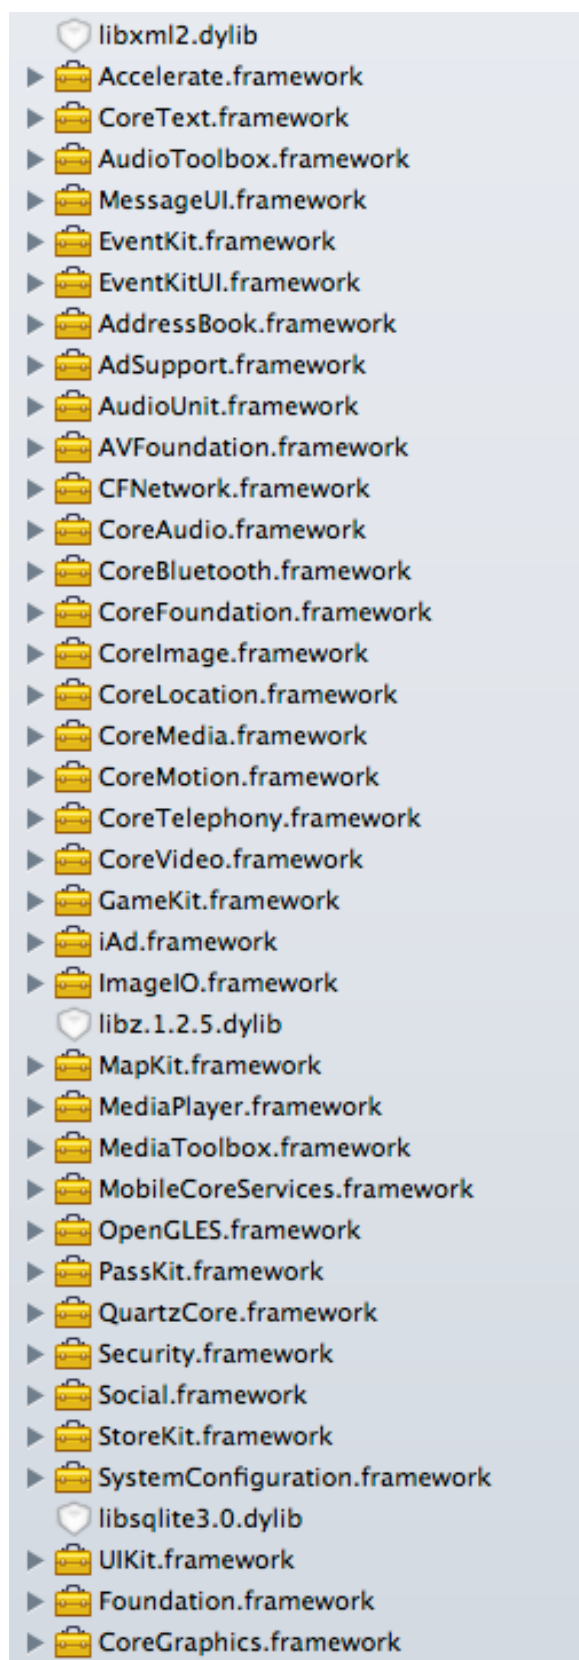 libxml2.dylib
Accelerate.framework
CoreText.framework
AudioToolbox.framework
MessageUI.framework
EventKit.framework
EventKitUI.framework
AddressBook.framework
AdSupport.framework
AudioUnit.framework
AVFoundation.framework
CFNetwork.framework
CoreAudio.framework
CoreBluetooth.framework
CoreFoundation.framework
CoreImage.framework
CoreLocation.framework
CoreMedia.framework
CoreMotion.framework
CoreTelephony.framework
CoreVideo.framework
GameKit.framework
iAd.framework
ImageIO.framework
libz.1.2.5.dylib
MapKit.framework
MediaPlayer.framework
MediaToolbox.framework
MobileCoreServices.framework
OpenGLES.framework
PassKit.framework
QuartzCore.framework
Security.framework
Social.framework
StoreKit.framework
SystemConfiguration.framework
libsqlite3.0.dylib
UIKit.framework
Foundation.framework
CoreGraphics.framework